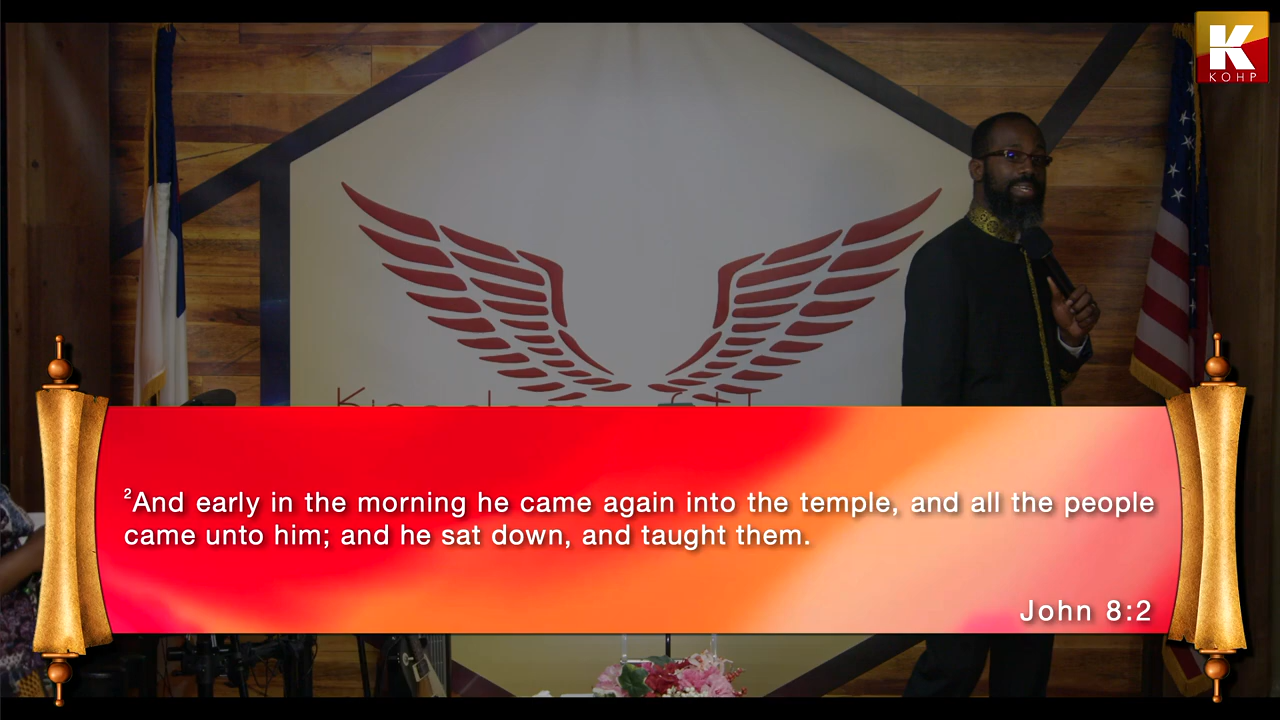 K
KOHP
²And early in the morning he came again into the temple, and all the people
came unto him; and he sat down, and taught them.
John 8:2